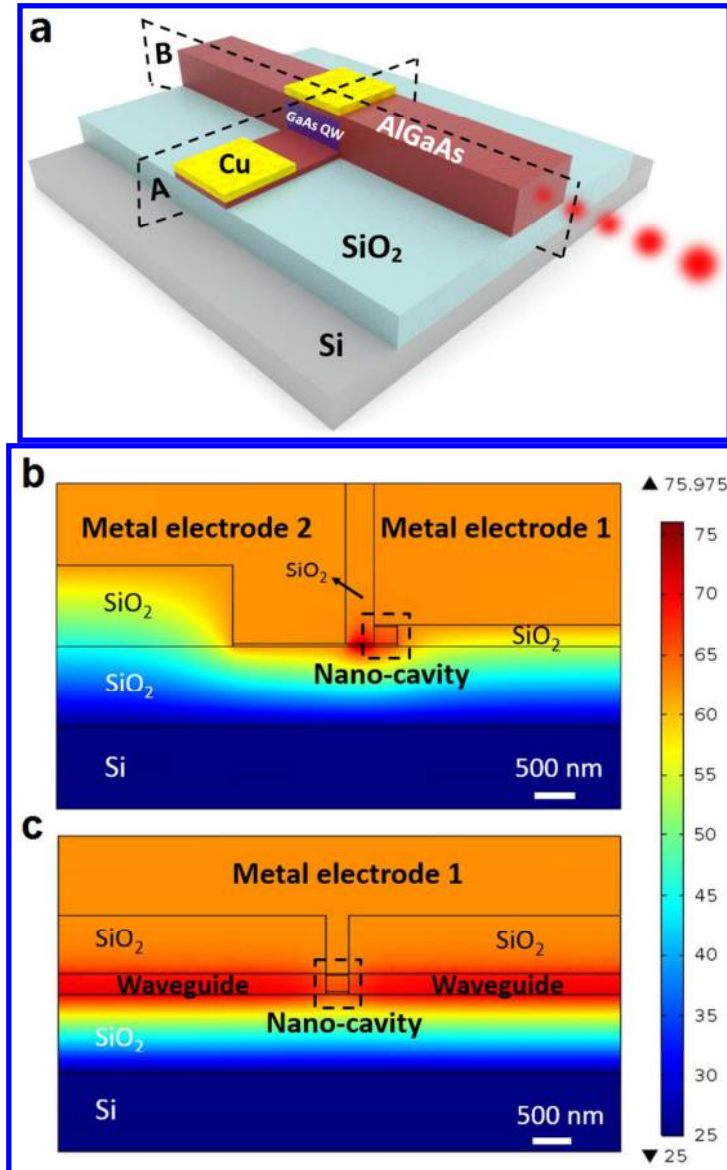 a
B
GaAs QW
AlGaAs
Cu
A
SiO₂
Si
b
▲ 75.975
Metal electrode 2
Metal electrode 1
75
SiO₂
70
SiO₂
65
SiO₂
60
Nano-cavity
SiO₂
55
Si
500 nm
50
c
45
Metal electrode 1
40
SiO₂
SiO₂
Waveguide
Waveguide
35
Nano-cavity
SiO₂
30
Si
500 nm
25
▼ 25